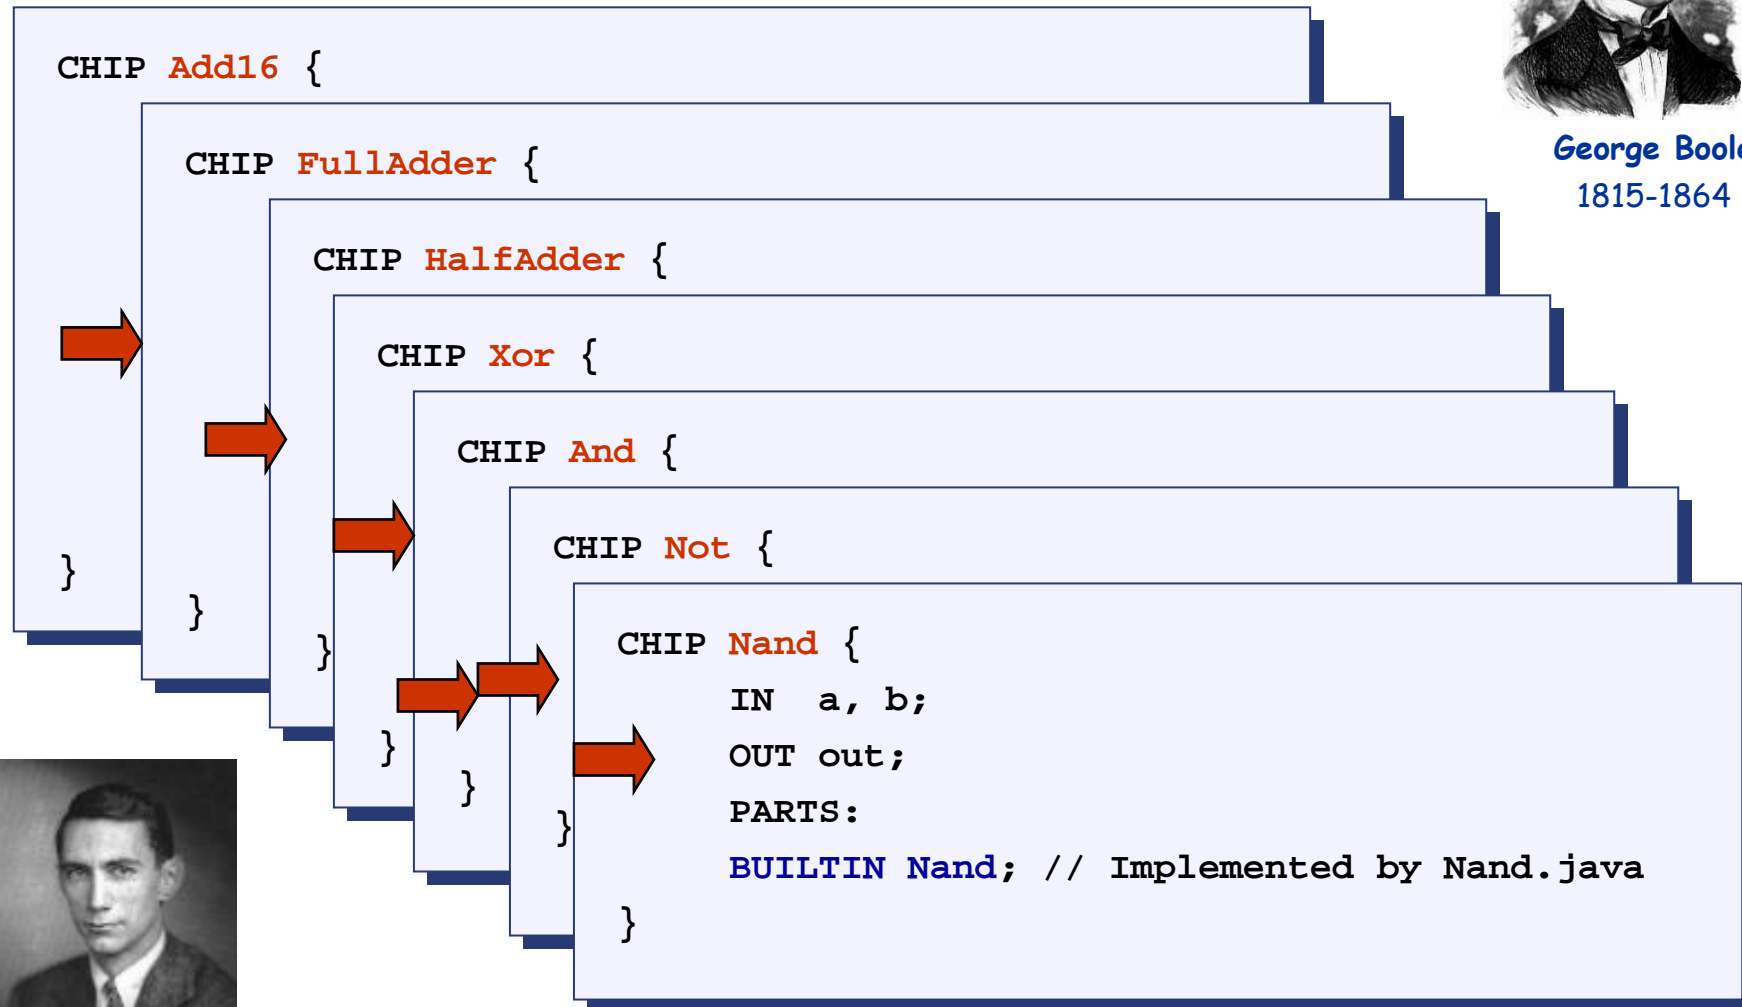 CHIP Add16 {
George Boole
1815-1864
CHIP FullAdder {
CHIP HalfAdder {
CHIP Xor {
CHIP And {
CHIP Not {
}
}
CHIP Nand {
}
IN a, b;
OUT out;
}
}
PARTS:
}
BUILTIN Nand; // Implemented by Nand.java
}